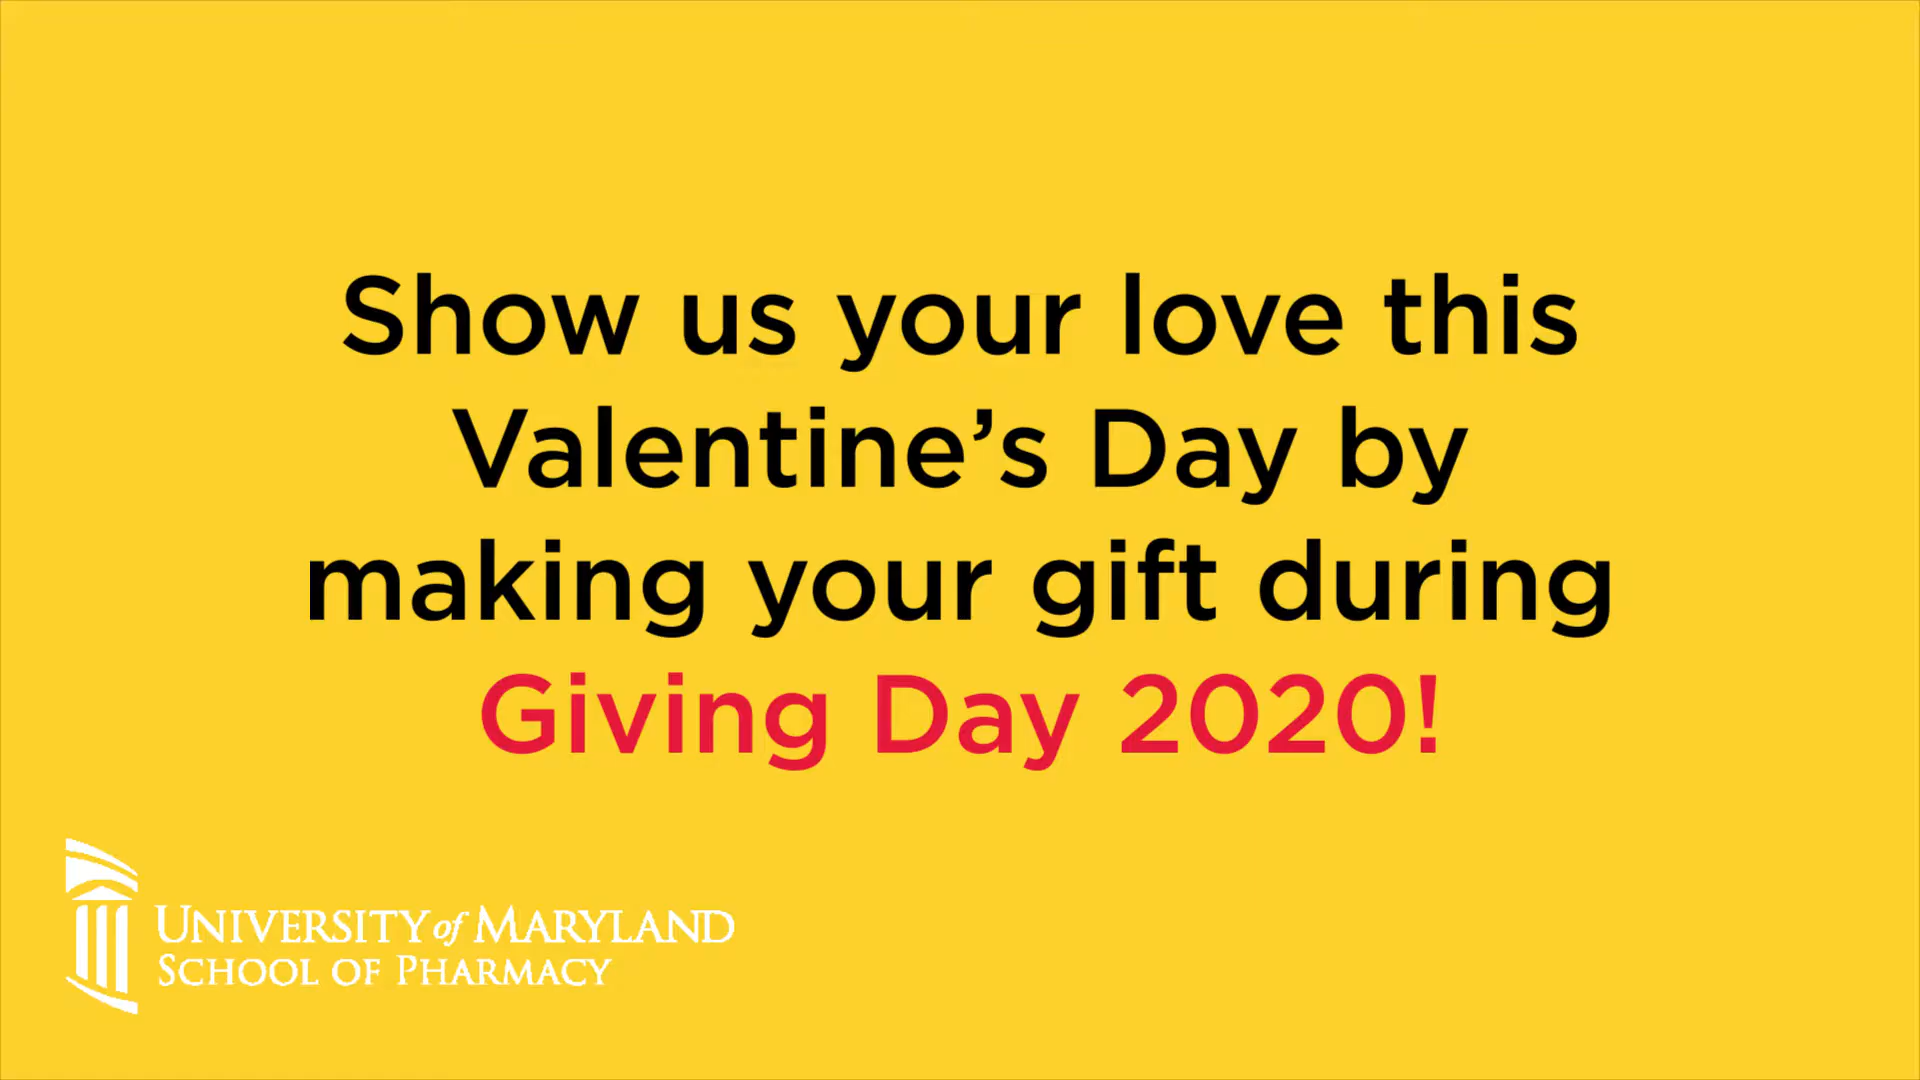 Show us your love this
Valentine’s Day by
making your gift during
Giving Day 2020!
UNIVERSITY of MARYLAND
SCHOOL OF PHARMACY